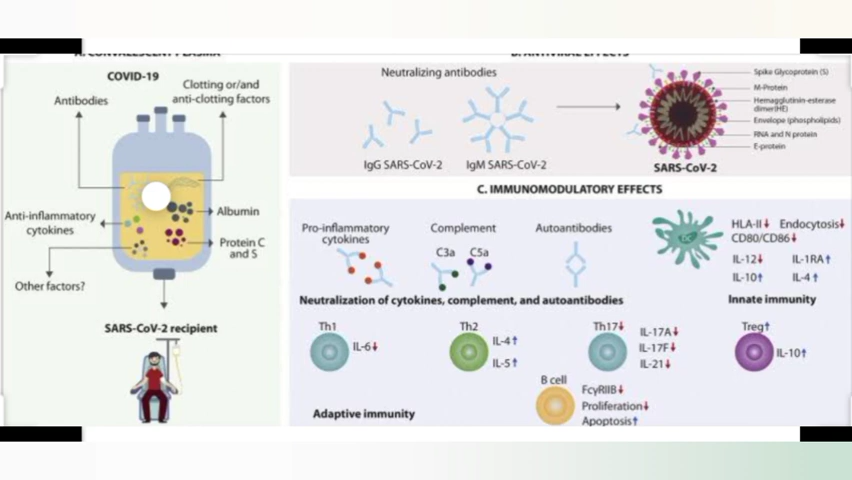 COVID-19
Antibodies
Clotting or/and
anti-clotting factors
Anti-inflammatory
cytokines
Albumin
Protein C
and S
Other factors?
SARS-CoV-2 recipient
B. ANTIVIRAL EFFECTS
Neutralizing antibodies
IgG SARS-CoV-2
IgM SARS-CoV-2
Spike Glycoprotein (S)
M-Protein
Hemagglutinin-esterase
dimer(HE)
Envelope (phospholipids)
RNA and N protein
E-protein
SARS-CoV-2
C. IMMUNOMODULATORY EFFECTS
Pro-inflammatory
cytokines
Complement
C3a C5a
Autoantibodies
Neutralization of cytokines, complement, and autoantibodies
DC
HLA-II↓ Endocytosis↓
CD80/CD86↓
IL-12↓ IL-1RA↑
IL-10↑ IL-4↑
Innate immunity
Th1
IL-6↓
Th2
IL-4↑
IL-5↑
Th17↓
IL-17A↓
IL-17F↓
IL-21↓
Treg↑
IL-10↑
B cell
FcγRIIB↓
Proliferation↓
Apoptosis↑
Adaptive immunity